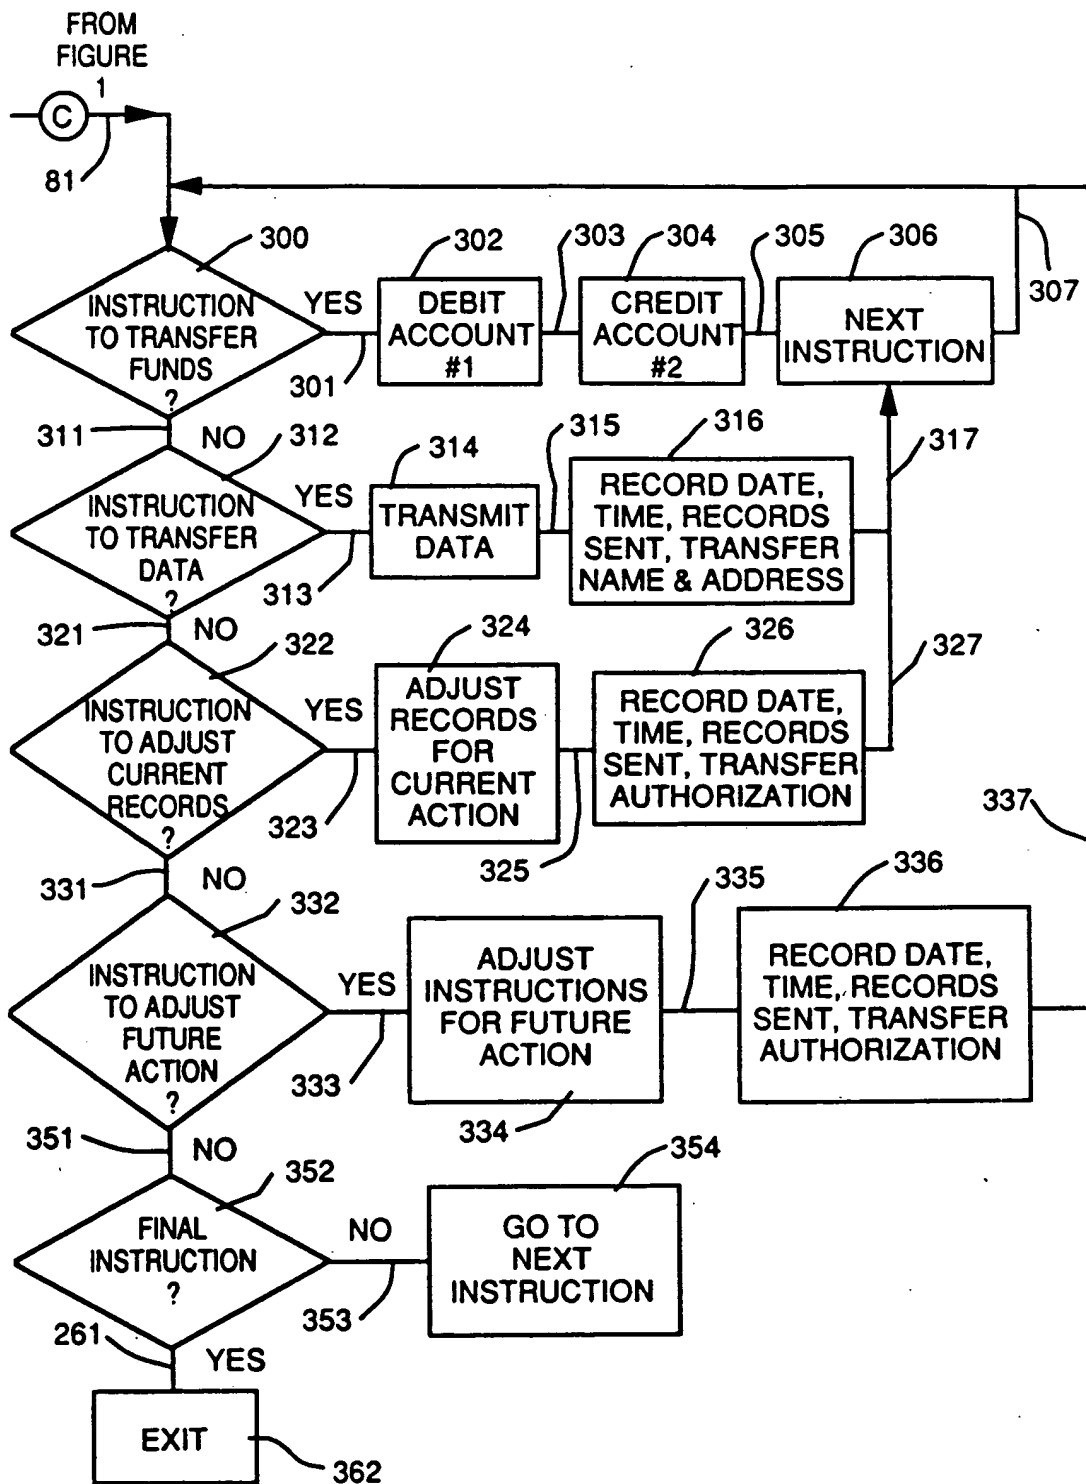 FROM
FIGURE
1
C
81
300
INSTRUCTION
TO TRANSFER
FUNDS
?
YES
301
302
DEBIT
ACCOUNT
#1
303
304
CREDIT
ACCOUNT
#2
305
306
NEXT
INSTRUCTION
307
311
NO
312
INSTRUCTION
TO TRANSFER
DATA
?
YES
313
314
TRANSMIT
DATA
315
316
RECORD DATE,
TIME, RECORDS
SENT, TRANSFER
NAME & ADDRESS
317
321
NO
322
INSTRUCTION
TO ADJUST
CURRENT
RECORDS
?
YES
323
324
ADJUST
RECORDS
FOR
CURRENT
ACTION
325
326
RECORD DATE,
TIME, RECORDS
SENT, TRANSFER
AUTHORIZATION
327
331
NO
332
INSTRUCTION
TO ADJUST
FUTURE
ACTION
?
YES
333
ADJUST
INSTRUCTIONS
FOR FUTURE
ACTION
334
335
336
RECORD DATE,
TIME, RECORDS
SENT, TRANSFER
AUTHORIZATION
337
351
NO
352
FINAL
INSTRUCTION
?
NO
353
354
GO TO
NEXT
INSTRUCTION
261
YES
EXIT
362